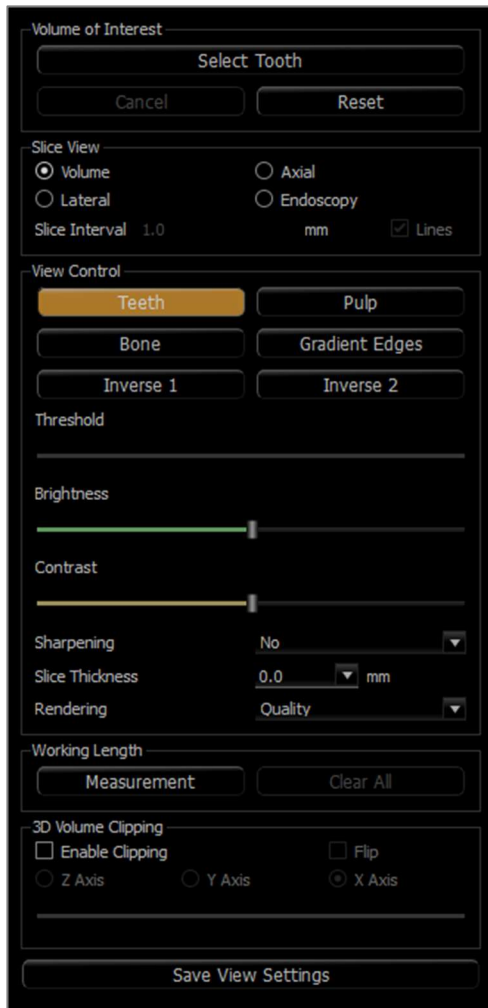 Volume of Interest
Select Tooth
Cancel Reset
Slice View
Volume Axial
Lateral Endoscopy
Slice Interval 1.0 mm Lines
View Control
Teeth Pulp
Bone Gradient Edges
Inverse 1 Inverse 2
Threshold
Brightness
Contrast
Sharpening No
Slice Thickness 0.0 mm
Rendering Quality
Working Length
Measurement Clear All
3D Volume Clipping
Enable Clipping Flip
Z Axis Y Axis X Axis
Save View Settings